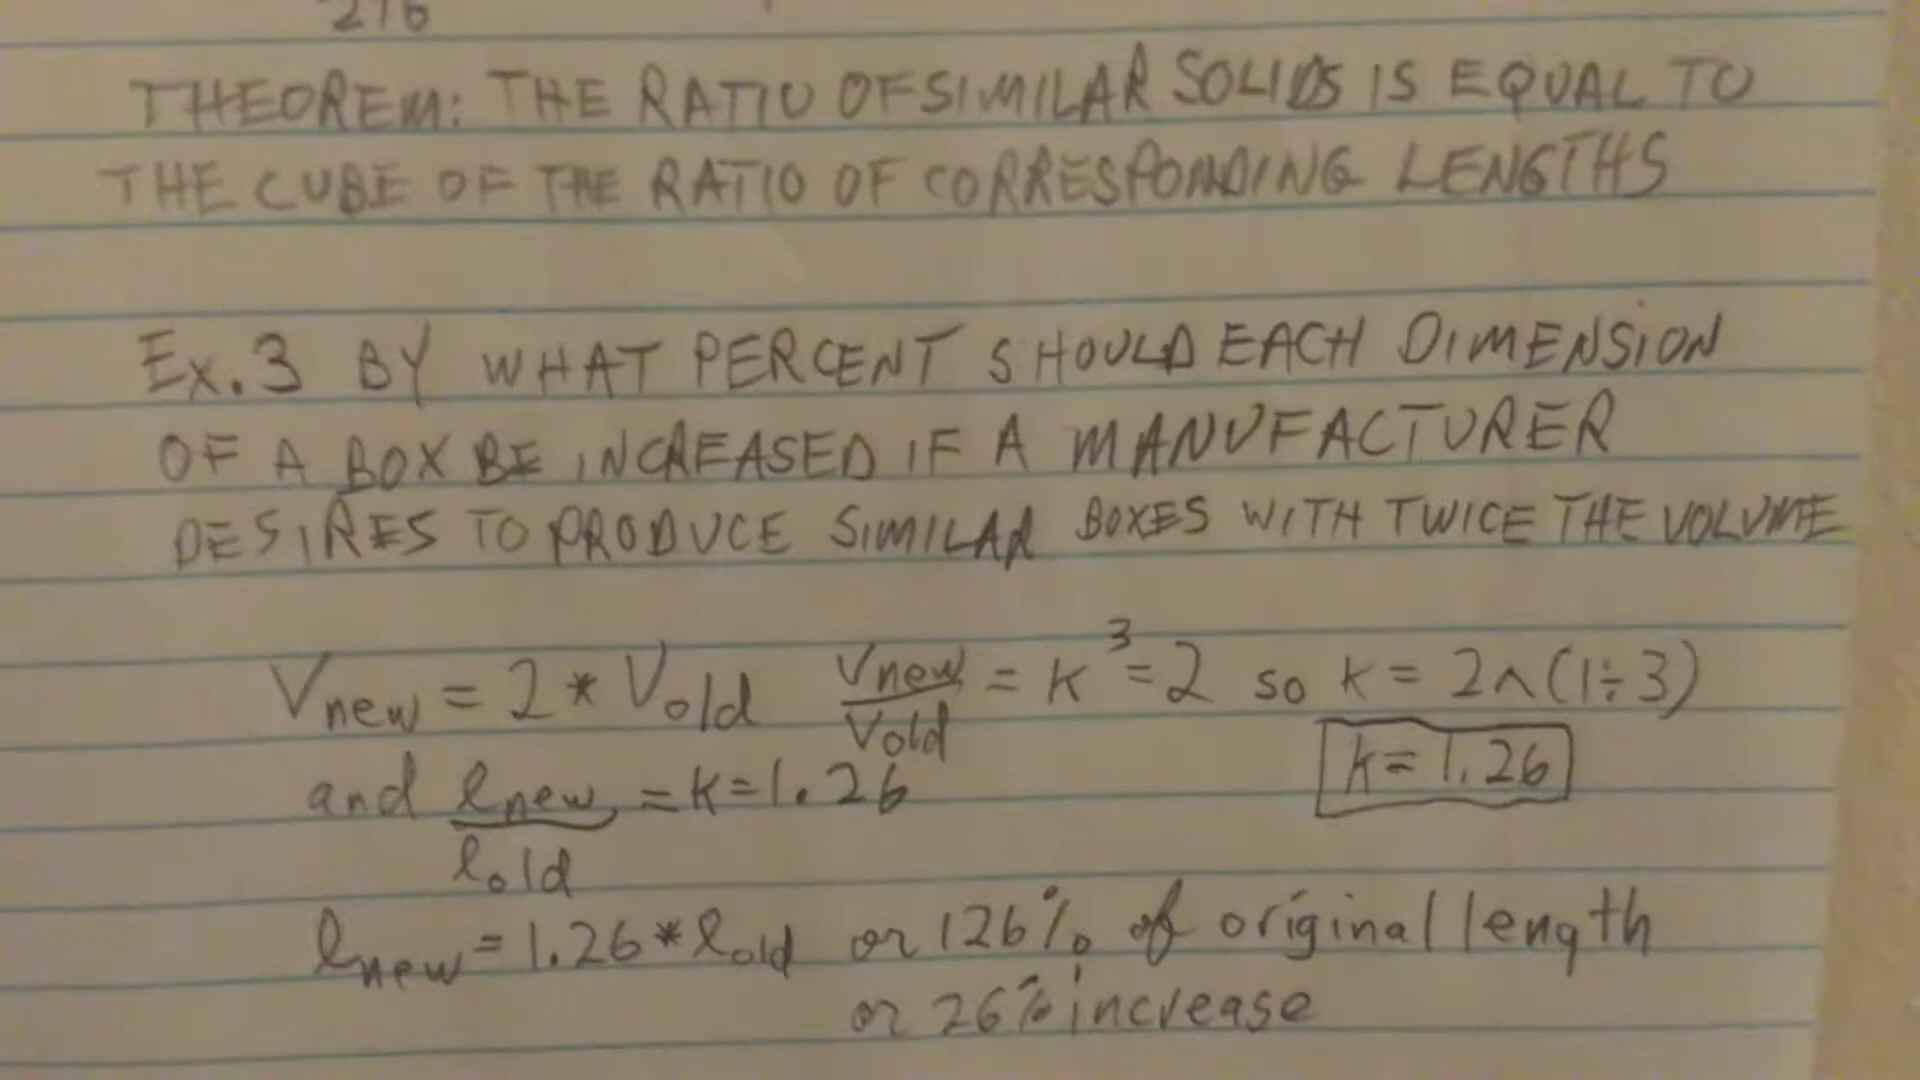 216
THEOREM: THE RATIO OF SIMILAR SOLIDS IS EQUAL TO
THE CUBE OF THE RATIO OF CORRESPONDING LENGTHS
Ex. 3 BY WHAT PERCENT SHOULD EACH DIMENSION
OF A BOX BE INCREASED IF A MANUFACTURER
DESIRES TO PRODUCE SIMILAR BOXES WITH TWICE THE VOLUME
Vnew = 2 * Vold Vnew/Vold = K^3 = 2 so k = 2^(1÷3)
k = 1.26
and lnew/lold = K = 1.26
lnew = 1.26 * lold or 126% of original length
or 26% increase